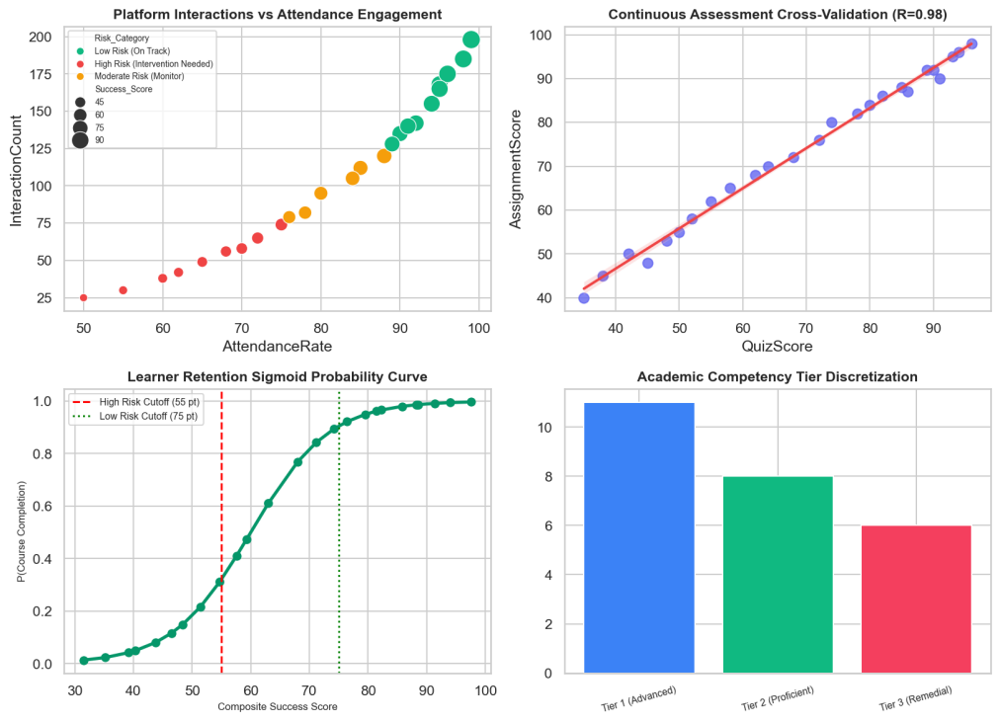 Platform Interactions vs Attendance Engagement
Risk_Category
Low Risk (On Track)
High Risk (Intervention Needed)
Moderate Risk (Monitor)
Success_Score
45
60
75
90
200
175
150
125
100
75
50
25
InteractionCount
50 60 70 80 90 100
AttendanceRate
Continuous Assessment Cross-Validation (R=0.98)
100
90
80
70
60
50
40
AssignmentScore
40 50 60 70 80 90
QuizScore
Learner Retention Sigmoid Probability Curve
High Risk Cutoff (55 pt)
Low Risk Cutoff (75 pt)
1.0
0.8
0.6
0.4
0.2
0.0
P(Course Completion)
30 40 50 60 70 80 90 100
Composite Success Score
Academic Competency Tier Discretization
10
8
6
4
2
0
Tier 1 (Advanced)
Tier 2 (Proficient)
Tier 3 (Remedial)